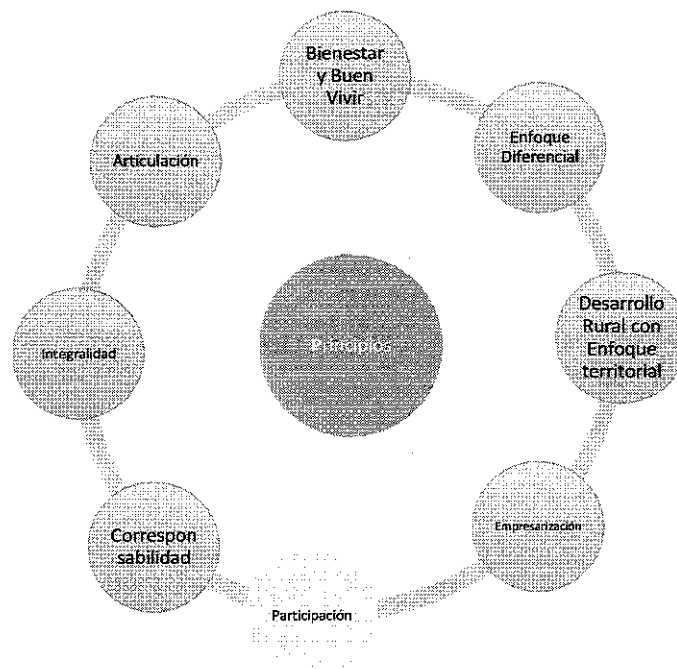 Bienestar
y Buen
Vivir
Enfoque
Diferencial
Desarrollo
Rural con
Enfoque
territorial
Empresarización
Participación
Correspon
sabilidad
Integralidad
Articulación
Principios